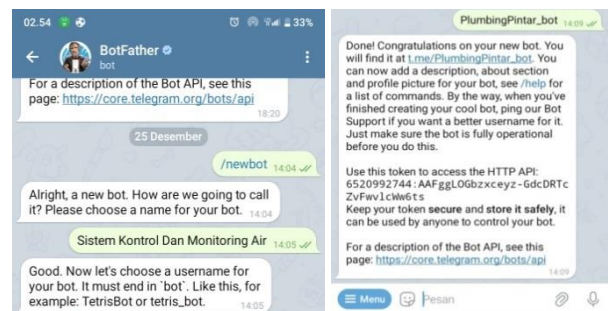 02.54
33%
BotFather
bot
For a description of the Bot API, see this
page: https://core.telegram.org/bots/api
18:20
25 Desember
/newbot 14:04
Alright, a new bot. How are we going to call
it? Please choose a name for your bot. 14:04
Sistem Kontrol Dan Monitoring Air 14:05
Good. Now let's choose a username for
your bot. It must end in `bot`. Like this, for
example: TetrisBot or tetris_bot. 14:05
PlumbingPintar_bot 14:09
Done! Congratulations on your new bot. You
will find it at t.me/PlumbingPintar_bot. You
can now add a description, about section
and profile picture for your bot, see /help for
a list of commands. By the way, when you've
finished creating your cool bot, ping our Bot
Support if you want a better username for it.
Just make sure the bot is fully operational
before you do this.
Use this token to access the HTTP API:
6520992744:AAFggLOGbzxceyz-GdcDRTc
ZvFwvlcWw6ts
Keep your token secure and store it safely, it
can be used by anyone to control your bot.
For a description of the Bot API, see this
page: https://core.telegram.org/bots/api
14:09
Menu
Pesan